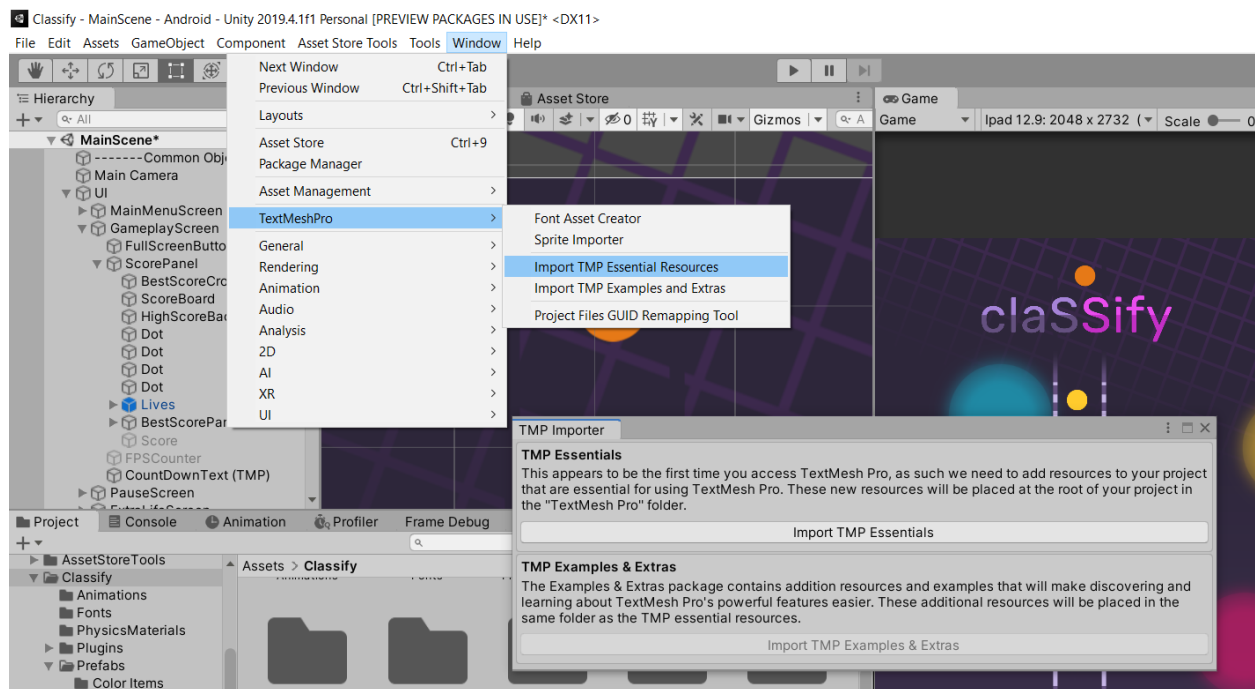 Classify - MainScene - Android - Unity 2019.4.1f1 Personal [PREVIEW PACKAGES IN USE]* <DX11>
File Edit Assets GameObject Component Asset Store Tools Tools Window Help
Next Window Ctrl+Tab
Previous Window Ctrl+Shift+Tab
Layouts
Asset Store Ctrl+9
Package Manager
Asset Management
TextMeshPro
General
Rendering
Animation
Audio
Analysis
2D
AI
XR
UI
Font Asset Creator
Sprite Importer
Import TMP Essential Resources
Import TMP Examples and Extras
Project Files GUID Remapping Tool
Hierarchy
All
MainScene*
-------Common Obj
Main Camera
UI
MainMenuScreen
GameplayScreen
FullScreenButto
ScorePanel
BestScoreCro
ScoreBoard
HighScoreBac
Dot
Dot
Dot
Dot
Lives
BestScorePar
Score
FPSCounter
CountDownText (TMP)
PauseScreen
Asset Store
0 Gizmos A
Game
Game Ipad 12.9: 2048 x 2732 ( Scale 0
claSSify
Project Console Animation Profiler Frame Debug
AssetStoreTools
Classify
Animations
Fonts
PhysicsMaterials
Plugins
Prefabs
Color Items
Assets > Classify
TMP Importer
TMP Essentials
This appears to be the first time you access TextMesh Pro, as such we need to add resources to your project
that are essential for using TextMesh Pro. These new resources will be placed at the root of your project in
the "TextMesh Pro" folder.
Import TMP Essentials
TMP Examples & Extras
The Examples & Extras package contains addition resources and examples that will make discovering and
learning about TextMesh Pro's powerful features easier. These additional resources will be placed in the
same folder as the TMP essential resources.
Import TMP Examples & Extras